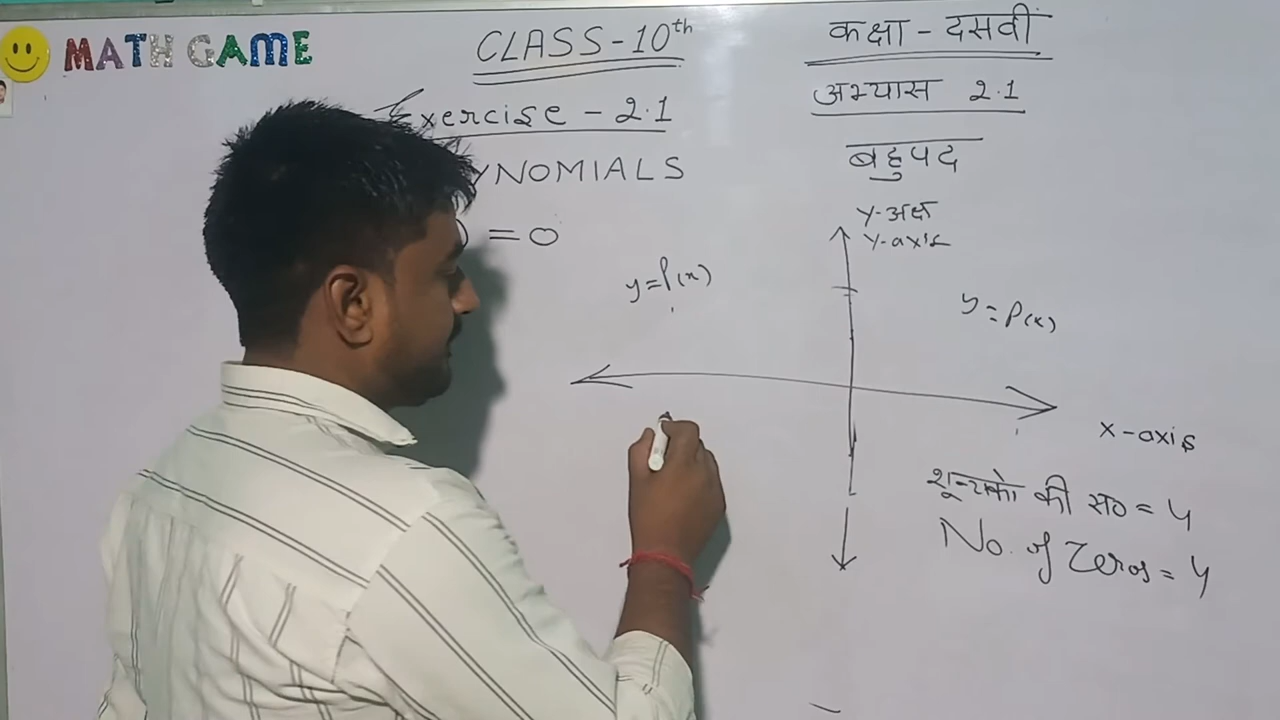 MATH GAME
CLASS-10th
Exercise - 2.1
YNOMIALS
) = 0
y=P(x)
कक्षा - दसवी
अभ्यास 2.1
बहुपद
Y-अक्ष
Y-axis
y = P(x)
x-axis
शून्यको की स० = 4
No. of Zeros = 4